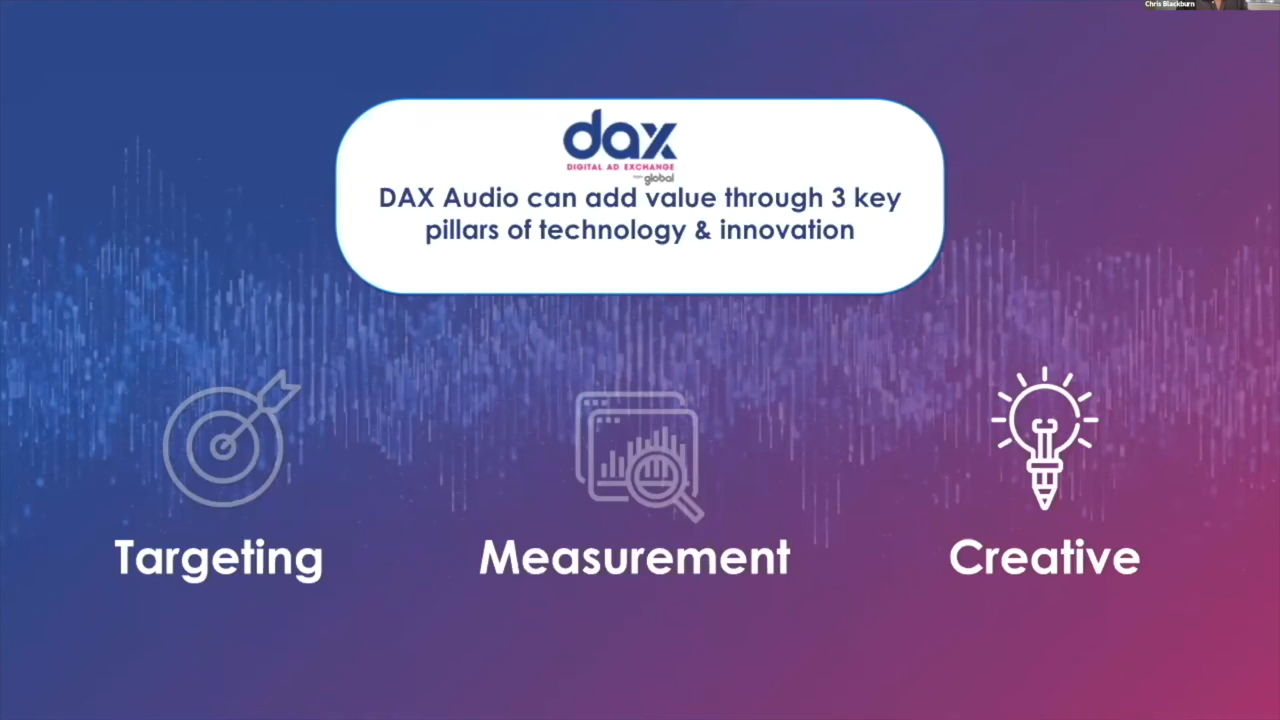 Chris Blackburn
dax
DIGITAL AD EXCHANGE
global
DAX Audio can add value through 3 key
pillars of technology & innovation
Targeting
Measurement
Creative